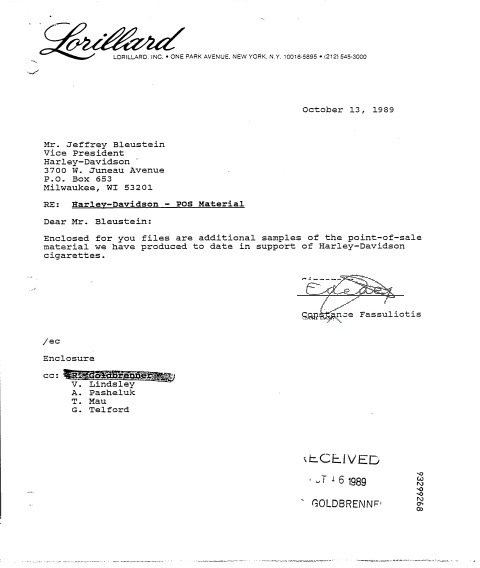 Lorillard
LORILLARD, INC. • ONE PARK AVENUE, NEW YORK, N.Y. 10016-5895 • (212) 545-3000
October 13, 1989
Mr. Jeffrey Bleustein
Vice President
Harley-Davidson
3700 W. Juneau Avenue
P.O. Box 653
Milwaukee, WI 53201
RE: Harley-Davidson - POS Material
Dear Mr. Bleustein:
Enclosed for you files are additional samples of the point-of-sale
material we have produced to date in support of Harley-Davidson
cigarettes.
Constance Fassuliotis
/ec
Enclosure
cc: R. Goldbrenner
V. Lindsley
A. Pasheluk
T. Mau
G. Telford
ECEIVED
16 1989
GOLDBRENNE
93299268